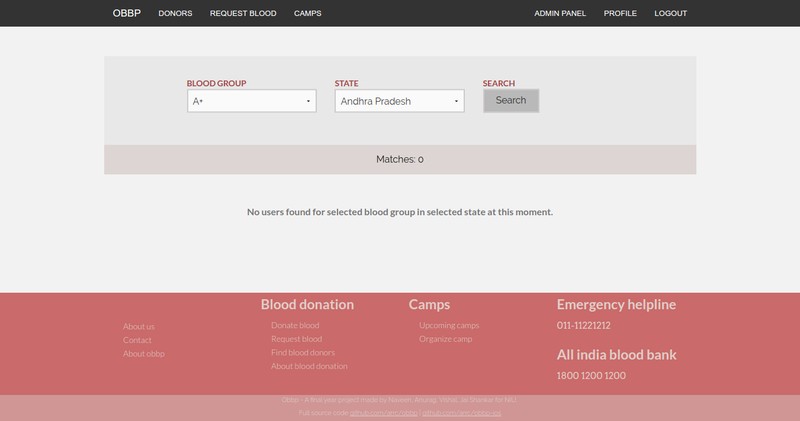 OBBP DONORS REQUEST BLOOD CAMPS ADMIN PANEL PROFILE LOGOUT
BLOOD GROUP STATE SEARCH
A+ Andhra Pradesh Search
Matches: 0
No users found for selected blood group in selected state at this moment.
Blood donation Camps Emergency helpline
About us Donate blood Upcoming camps 011-11221212
Contact Request blood Organize camp
About obbp Find blood donors All india blood bank
About blood donation 1800 1200 1200
Obbp - A final year project made by Naveen, Anurag,
Full source code: